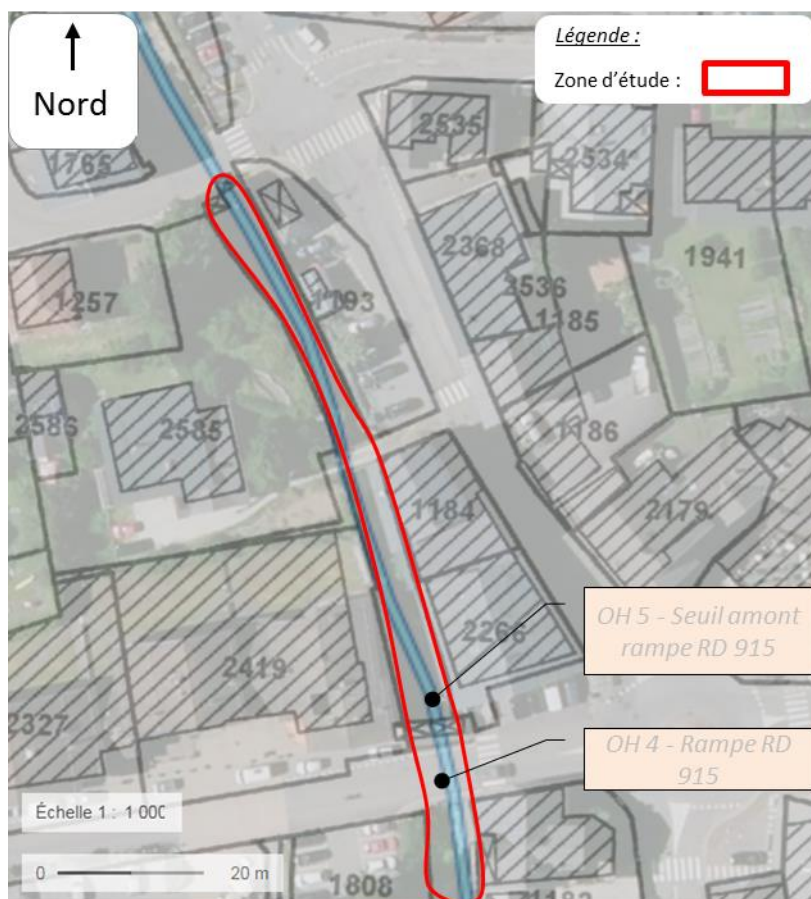 Légende :
Nord
Zone d'étude :
2535
1765
2534
2368
1941
2536
1257
1193
1185
2586
2585
1186
1184
2179
OH 5 - Seuil amont
rampe RD 915
2266
2419
2327
OH 4 - Rampe RD
915
Échelle 1 : 1 000
0 20 m
1808